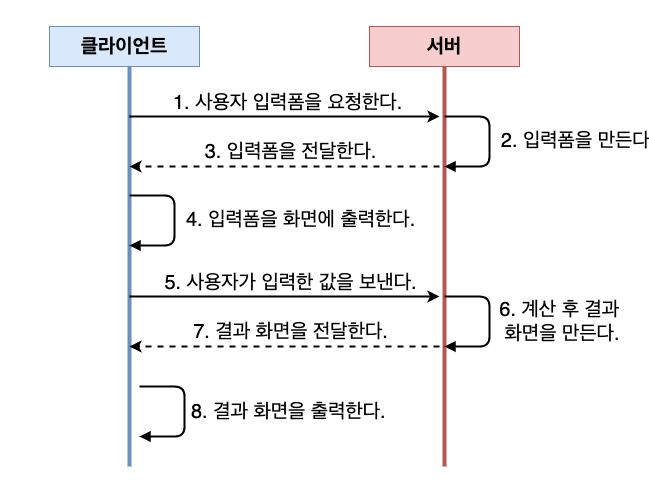 클라이언트
서버
1. 사용자 입력폼을 요청한다.
2. 입력폼을 만든다
3. 입력폼을 전달한다.
4. 입력폼을 화면에 출력한다.
5. 사용자가 입력한 값을 보낸다.
6. 계산 후 결과
화면을 만든다.
7. 결과 화면을 전달한다.
8. 결과 화면을 출력한다.